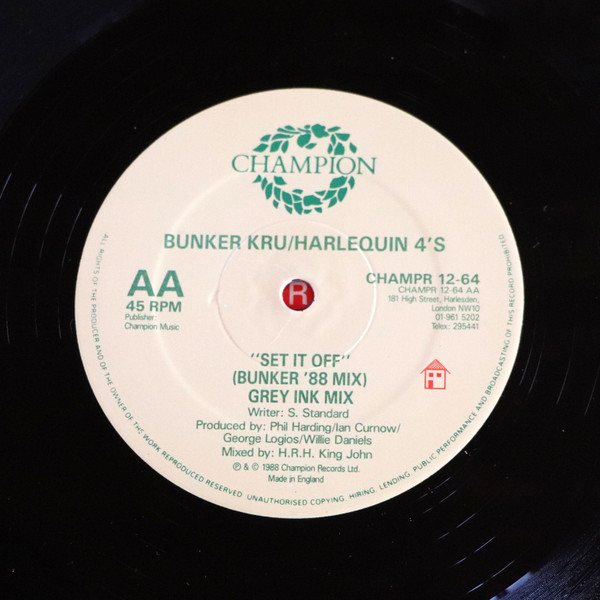 CHAMPION
BUNKER KRU/HARLEQUIN 4'S
AA
45 RPM
Publisher:
Champion Music
CHAMPR 12-64
CHAMPR 12-64 AA
181 High Street, Harlesden,
London NW10
01-961 5202
Telex: 295441
R
"SET IT OFF"
(BUNKER '88 MIX)
GREY INK MIX
Writer: S. Standard
Produced by: Phil Harding/Ian Curnow/
George Logios/Willie Daniels
Mixed by: H.R.H. King John
℗ & © 1988 Champion Records Ltd.
Made in England
ALL RIGHTS OF THE PRODUCER AND OF THE OWNER OF THE WORK REPRODUCED RESERVED UNAUTHORISED COPYING, HIRING, LENDING, PUBLIC PERFORMANCE AND BROADCASTING OF THIS RECORD PROHIBITED